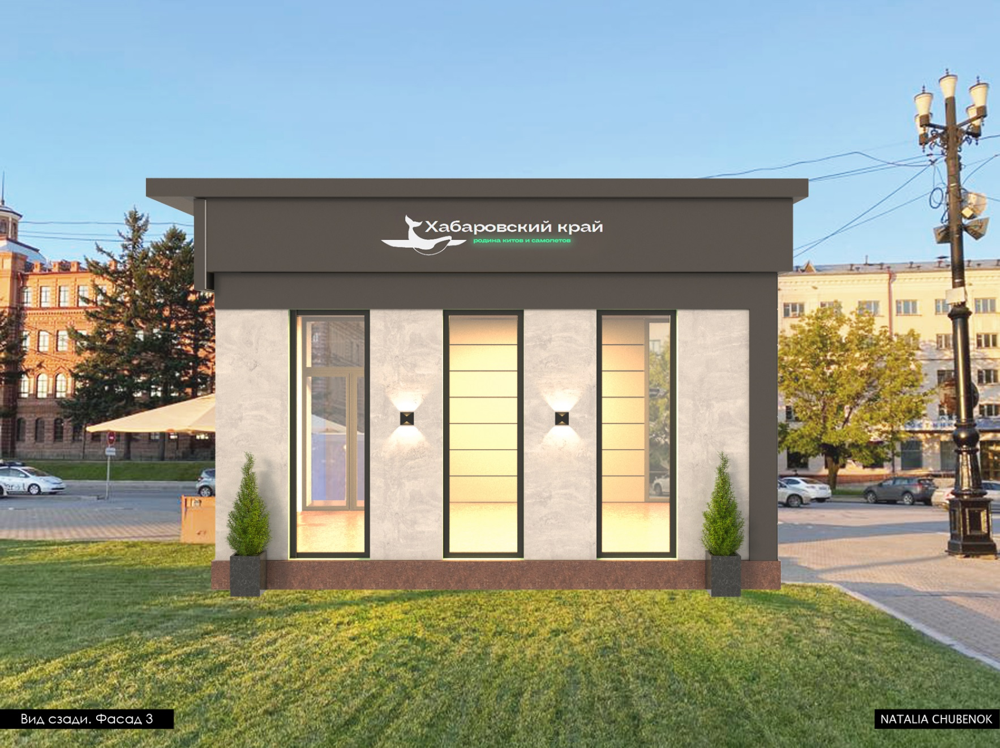 Хабаровский край
родина китов и самолетов
Вид сзади. Фасад 3
NATALIA CHUBENOK